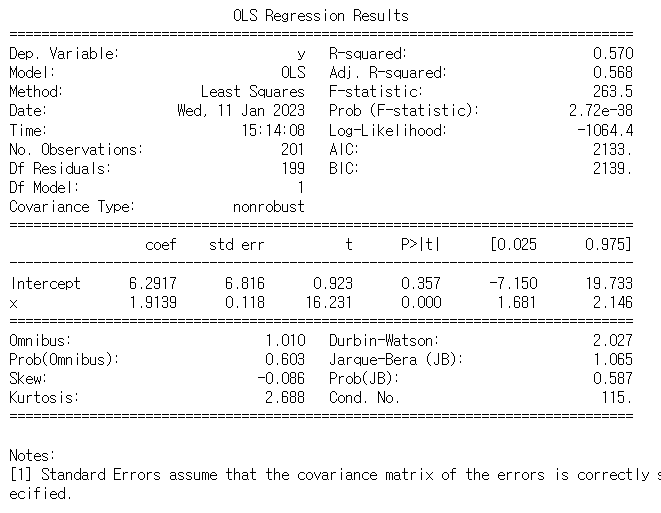 OLS Regression Results
==============================================================================
Dep. Variable: y R-squared: 0.570
Model: OLS Adj. R-squared: 0.568
Method: Least Squares F-statistic: 263.5
Date: Wed, 11 Jan 2023 Prob (F-statistic): 2.72e-38
Time: 15:14:08 Log-Likelihood: -1064.4
No. Observations: 201 AIC: 2133.
Df Residuals: 199 BIC: 2139.
Df Model: 1
Covariance Type: nonrobust
==============================================================================
coef std err t P>|t| [0.025 0.975]
------------------------------------------------------------------------------
Intercept 6.2917 6.816 0.923 0.357 -7.150 19.733
x 1.9139 0.118 16.231 0.000 1.681 2.146
==============================================================================
Omnibus: 1.010 Durbin-Watson: 2.027
Prob(Omnibus): 0.603 Jarque-Bera (JB): 1.065
Skew: -0.086 Prob(JB): 0.587
Kurtosis: 2.688 Cond. No. 115.
==============================================================================
Notes:
[1] Standard Errors assume that the covariance matrix of the errors is correctly s
ecified.